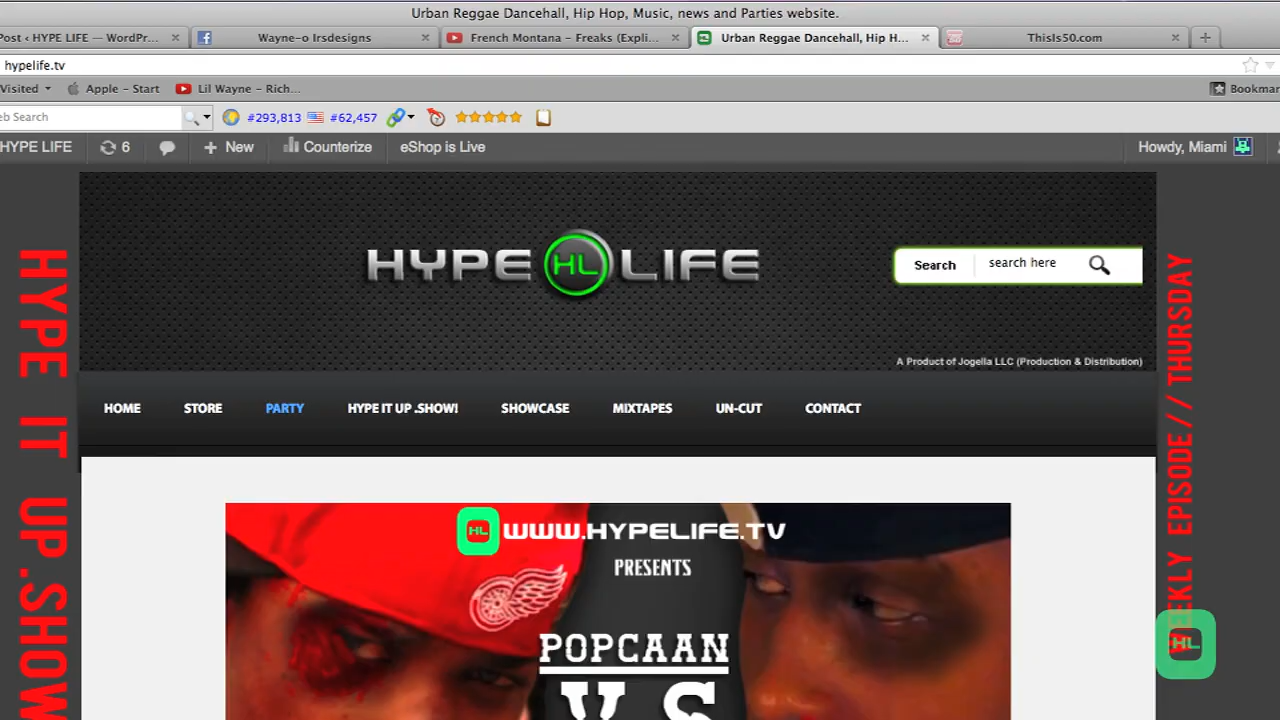 Urban Reggae Dancehall, Hip Hop, Music, news and Parties website.
Post ‹ HYPE LIFE — WordPr...
Wayne-o Irsdesigns
French Montana – Freaks (Expli...
Urban Reggae Dancehall, Hip H...
ThisIs50.com
hypelife.tv
Visited
Apple – Start
Lil Wayne – Rich...
Bookmar
eb Search
#293,813
#62,457
HYPE LIFE
6
+ New
Counterize
eShop is Live
Howdy, Miami
HYPE HL LIFE
Search
search here
A Product of Jogella LLC (Production & Distribution)
HOME
STORE
PARTY
HYPE IT UP .SHOW!
SHOWCASE
MIXTAPES
UN-CUT
CONTACT
HYPE IT UP.SHOW
WEEKLY EPISODE // THURSDAY
HL WWW.HYPELIFE.TV
PRESENTS
POPCAAN
V.S
HL